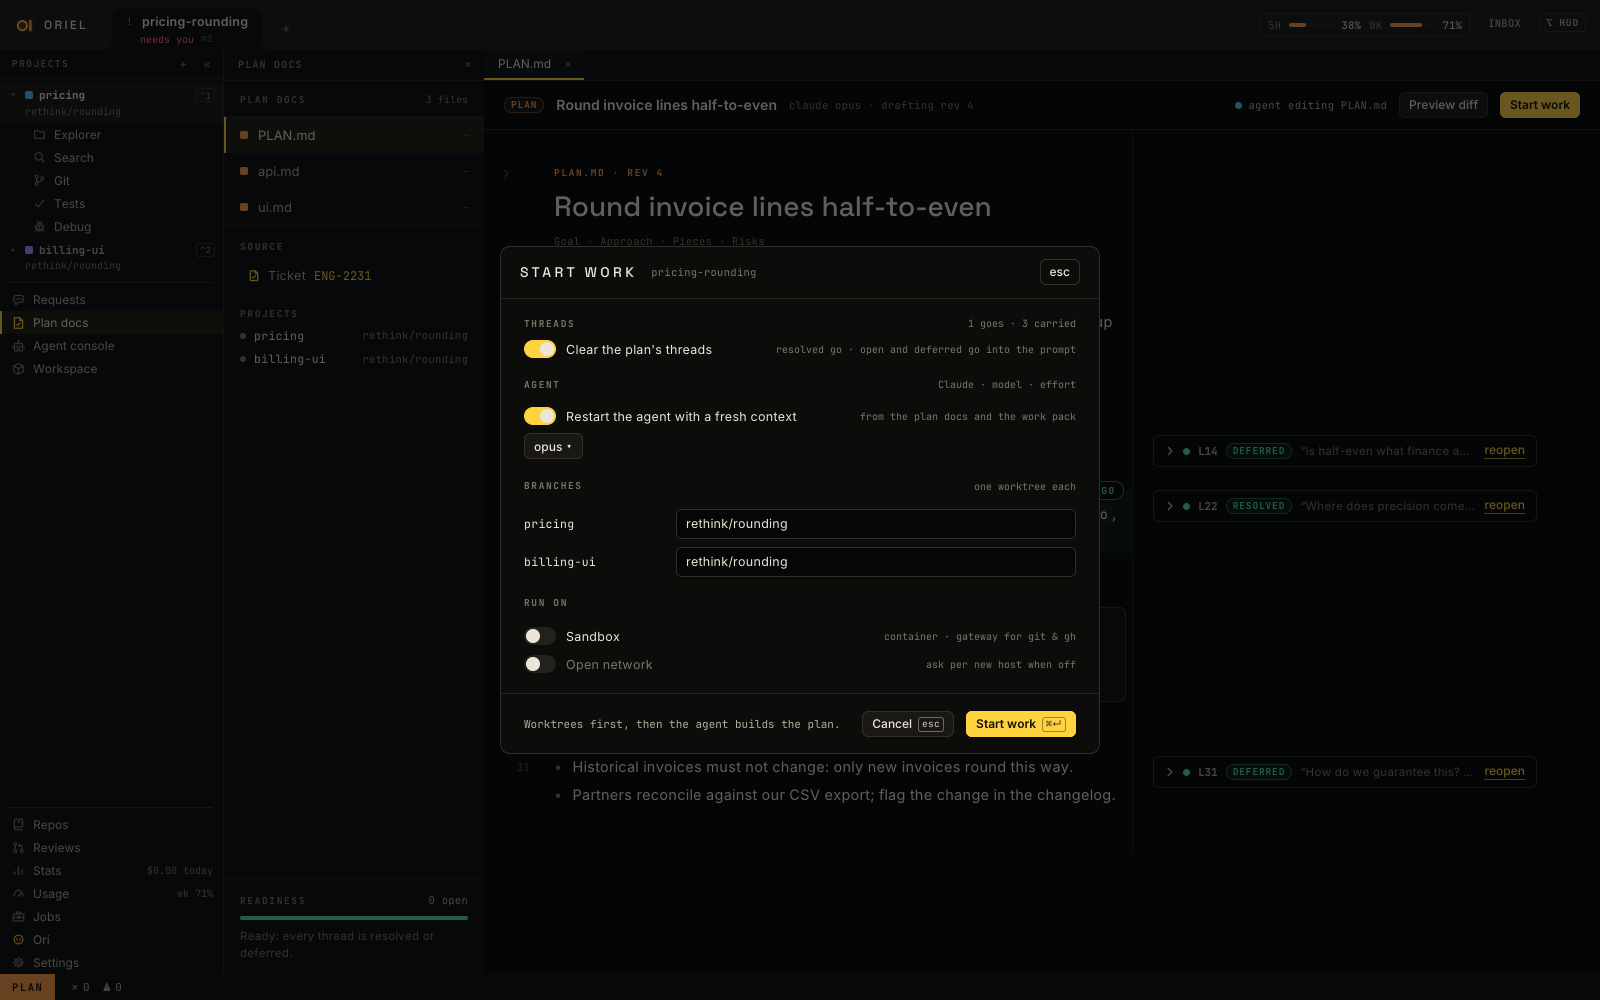 ORIEL
! pricing-rounding
needs you ⌘1
+
5H 38% WK 71%
INBOX
⌥ HUD
PROJECTS + «
pricing ^1
rethink/rounding
Explorer
Search
Git
Tests
Debug
billing-ui ^2
rethink/rounding
Requests
Plan docs
Agent console
Workspace
Repos
Reviews
Stats $0.00 today
Usage wk 71%
Jobs
Ori
Settings
PLAN DOCS ×
PLAN DOCS 3 files
PLAN.md –
api.md –
ui.md –
SOURCE
Ticket ENG-2231
PROJECTS
pricing rethink/rounding
billing-ui rethink/rounding
READINESS 0 open
Ready: every thread is resolved or
deferred.
PLAN.md ×
PLAN Round invoice lines half-to-even claude opus · drafting rev 4
agent editing PLAN.md
Preview diff
Start work
?
PLAN.MD · REV 4
Round invoice lines half-to-even
Goal · Approach · Pieces · Risks
up
GO
o,
START WORK pricing-rounding esc
THREADS 1 goes · 3 carried
Clear the plan's threads resolved go · open and deferred go into the prompt
AGENT Claude · model · effort
Restart the agent with a fresh context from the plan docs and the work pack
opus ▾
BRANCHES one worktree each
pricing rethink/rounding
billing-ui rethink/rounding
RUN ON
Sandbox container · gateway for git & gh
Open network ask per new host when off
Worktrees first, then the agent builds the plan.
Cancel esc
Start work ⌘↵
31 • Historical invoices must not change: only new invoices round this way.
• Partners reconcile against our CSV export; flag the change in the changelog.
L14 DEFERRED “Is half-even what finance a… reopen
L22 RESOLVED “Where does precision come… reopen
L31 DEFERRED “How do we guarantee this? … reopen
PLAN × 0 0